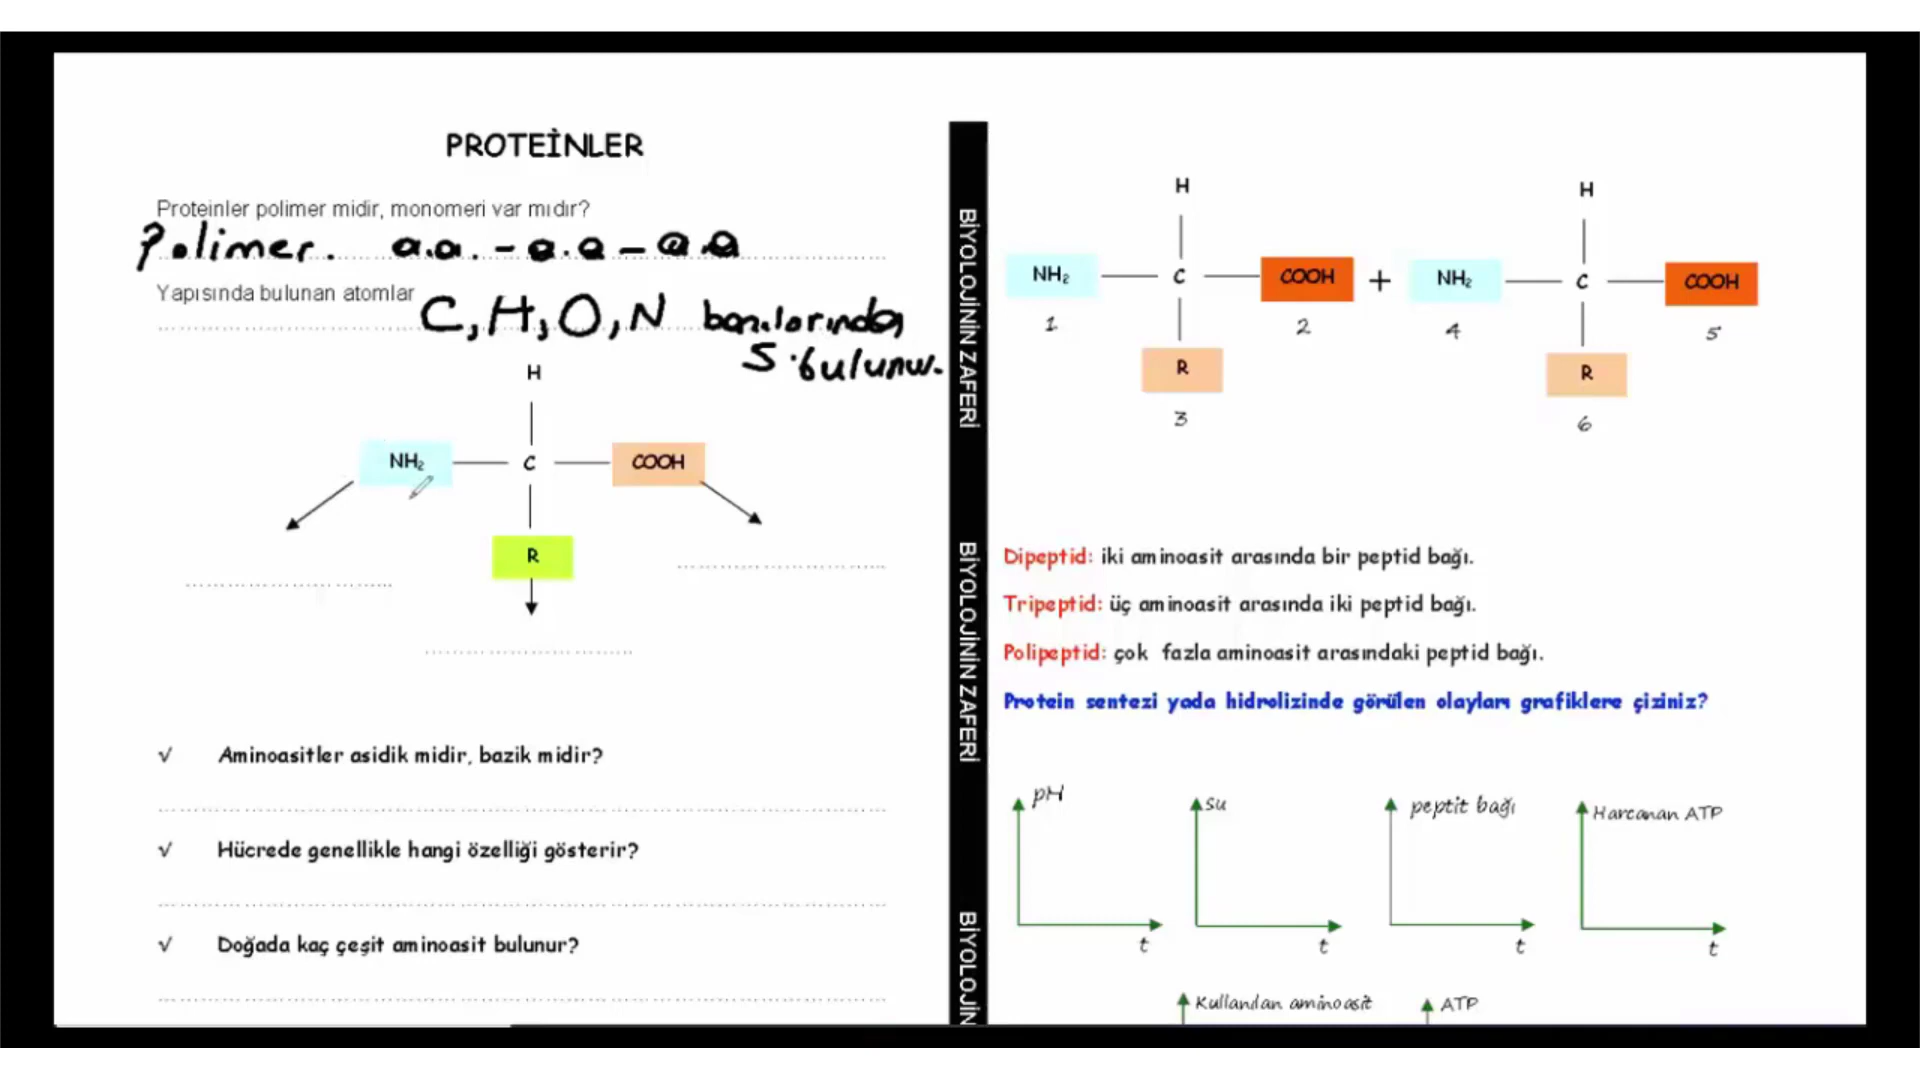 PROTEİNLER
Proteinler polimer midir, monomeri var mıdır?
Polimer. a.a. - a.a - a a
Yapısında bulunan atomlar
C, H, O, N bazılarında
S bulunur.
H
NH₂ C COOH
R
√ Aminoasitler asidik midir, bazik midir?
√ Hücrede genellikle hangi özelliği gösterir?
√ Doğada kaç çeşit aminoasit bulunur?
BİYOLOJİNİN ZAFERİ
BİYOLOJİNİN ZAFERİ
BİYOLOJİN
H H
NH₂ C COOH + NH₂ C COOH
1 2 4 5
R R
3 6
Dipeptid: iki aminoasit arasında bir peptid bağı.
Tripeptid: üç aminoasit arasında iki peptid bağı.
Polipeptid: çok fazla aminoasit arasındaki peptid bağı.
Protein sentezi yada hidrolizinde görülen olayları grafiklere çiziniz?
pH su peptit bağı Harcanan ATP
t t t t
Kullanılan aminoasit ATP